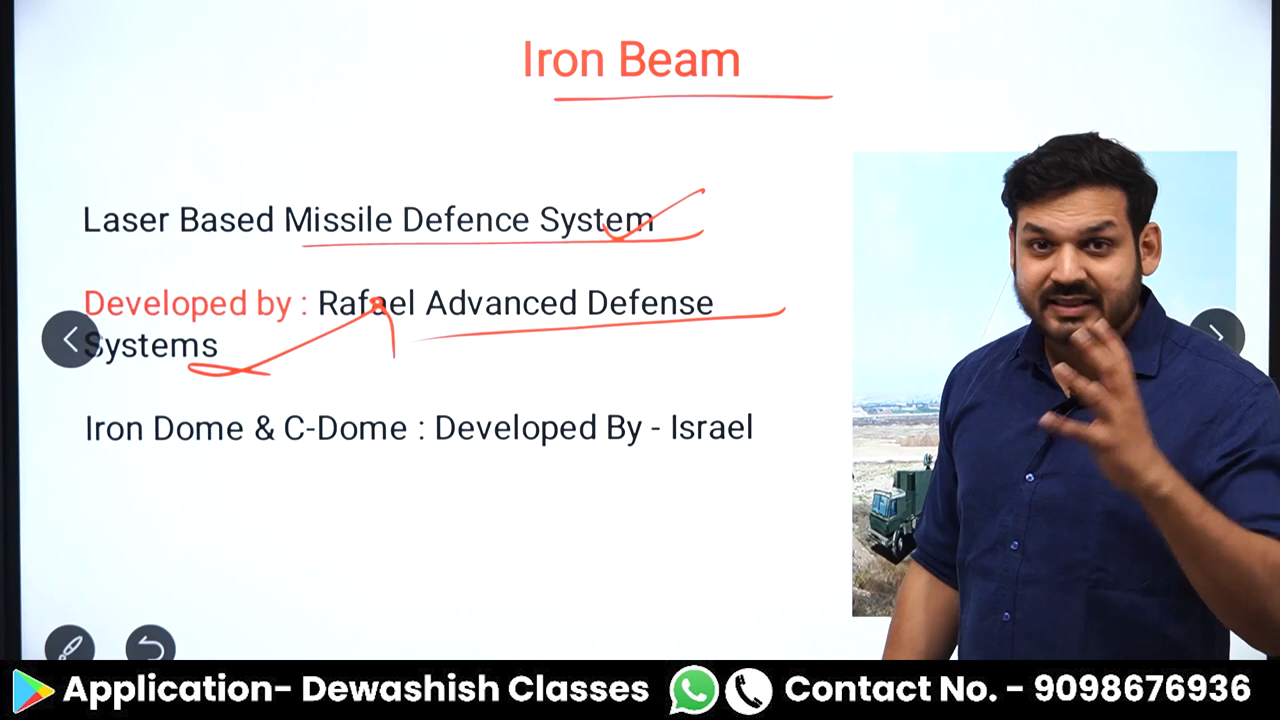 Iron Beam
Laser Based Missile Defence System
Developed by : Rafael Advanced Defense
Systems
Iron Dome & C-Dome : Developed By - Israel
Application- Dewashish Classes
Contact No. - 9098676936